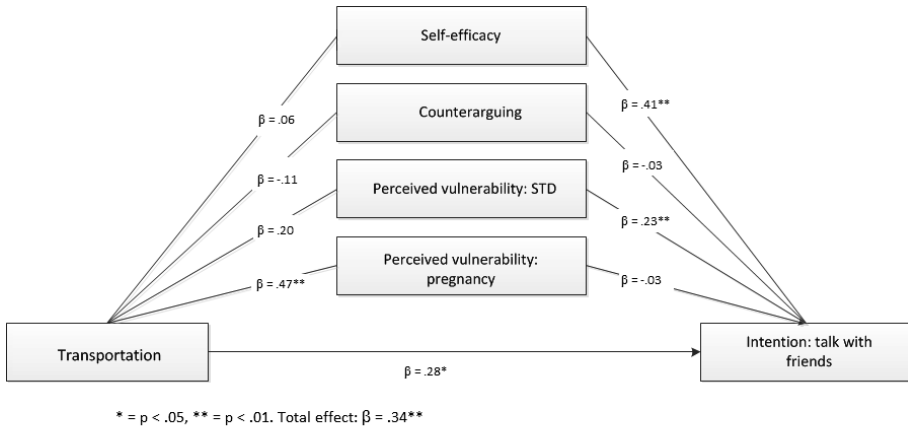 Self-efficacy
β = .06
β = .41**
Counterarguing
β = -.11
β = -.03
Perceived vulnerability: STD
β = .20
β = .23**
Perceived vulnerability:
pregnancy
β = .47**
β = -.03
Transportation
Intention: talk with
friends
β = .28*
* = p < .05, ** = p < .01. Total effect: β = .34**